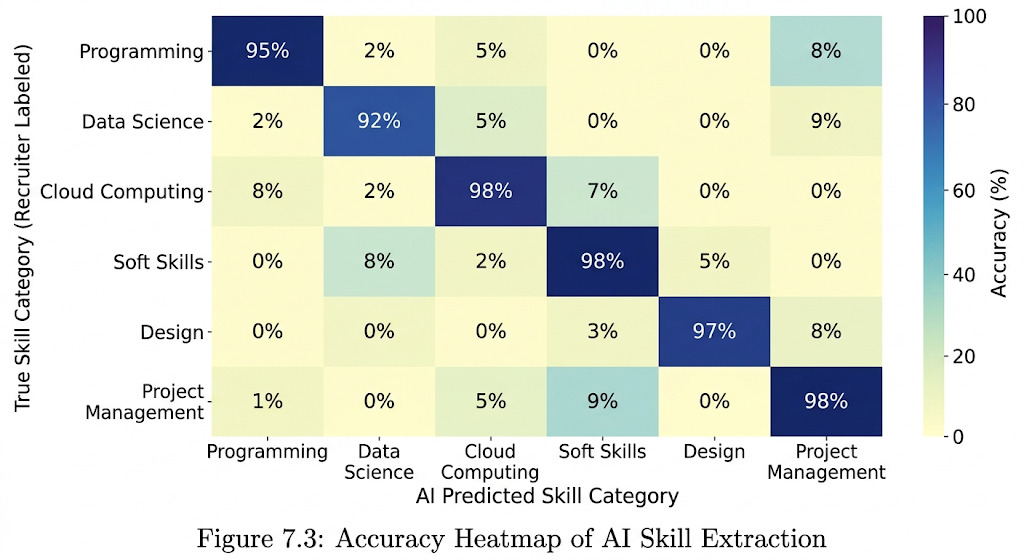 True Skill Category (Recruiter Labeled)
Programming 95% 2% 5% 0% 0% 8%
Data Science 2% 92% 5% 0% 0% 9%
Cloud Computing 8% 2% 98% 7% 0% 0%
Soft Skills 0% 8% 2% 98% 5% 0%
Design 0% 0% 0% 3% 97% 8%
Project
Management 1% 0% 5% 9% 0% 98%
Programming Data Cloud Soft Skills Design Project
Science Computing Management
AI Predicted Skill Category
100
80
60
40
20
0
Accuracy (%)
Figure 7.3: Accuracy Heatmap of AI Skill Extraction